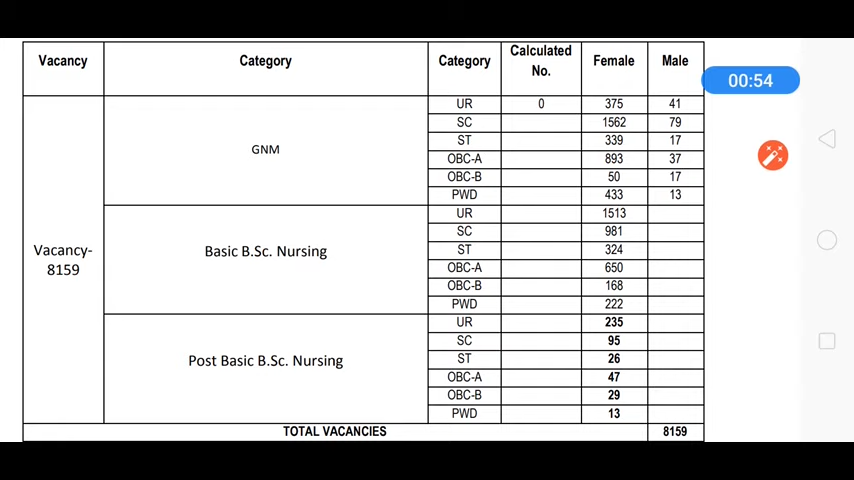 Vacancy Category Category Calculated No. Female Male
UR 0 375 41
SC 1562 79
GNM ST 339 17
OBC-A 893 37
OBC-B 50 17
PWD 433 13
UR 1513
SC 981
Vacancy-8159 Basic B.Sc. Nursing ST 324
OBC-A 650
OBC-B 168
PWD 222
UR 235
SC 95
Post Basic B.Sc. Nursing ST 26
OBC-A 47
OBC-B 29
PWD 13
TOTAL VACANCIES 8159
00:54